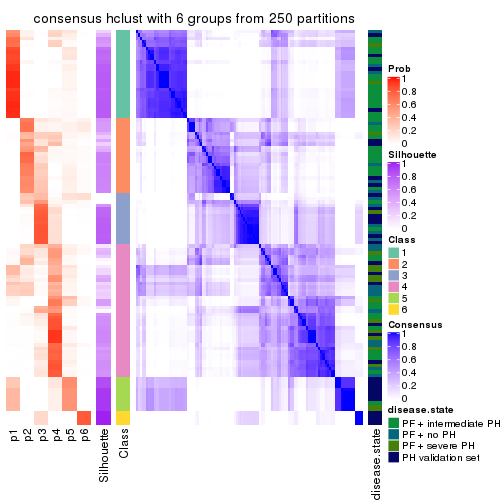 consensus hclust with 6 groups from 250 partitions
Prob
1
0.8
0.6
0.4
0.2
0
Silhouette
1
0.8
0.6
0.4
0.2
0
Class
1
2
3
4
5
6
Consensus
1
0.8
0.6
0.4
0.2
0
disease.state
PF + intermediate PH
PF + no PH
PF + severe PH
PH validation set
p1
p2
p3
p4
p5
p6
Silhouette
Class
disease.state